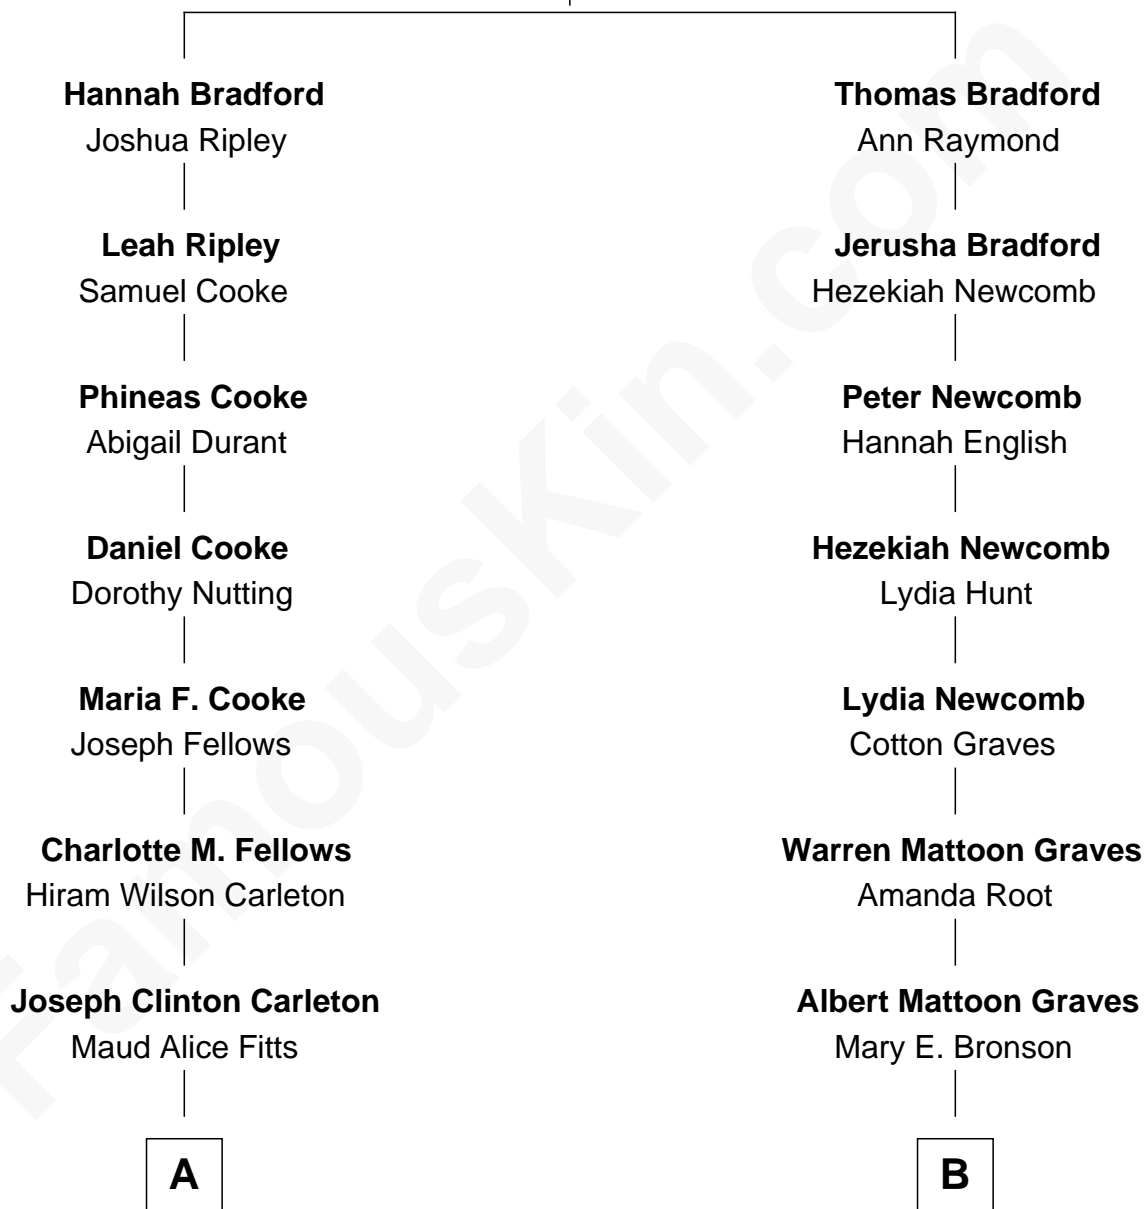 Hannah Bradford
Joshua Ripley
Thomas Bradford
Ann Raymond
Leah Ripley
Samuel Cooke
Jerusha Bradford
Hezekiah Newcomb
Phineas Cooke
Abigail Durant
Peter Newcomb
Hannah English
Daniel Cooke
Dorothy Nutting
Hezekiah Newcomb
Lydia Hunt
Maria F. Cooke
Joseph Fellows
Lydia Newcomb
Cotton Graves
Charlotte M. Fellows
Hiram Wilson Carleton
Warren Mattoon Graves
Amanda Root
Joseph Clinton Carleton
Maud Alice Fitts
Albert Mattoon Graves
Mary E. Bronson
A
B
FamousKin.com